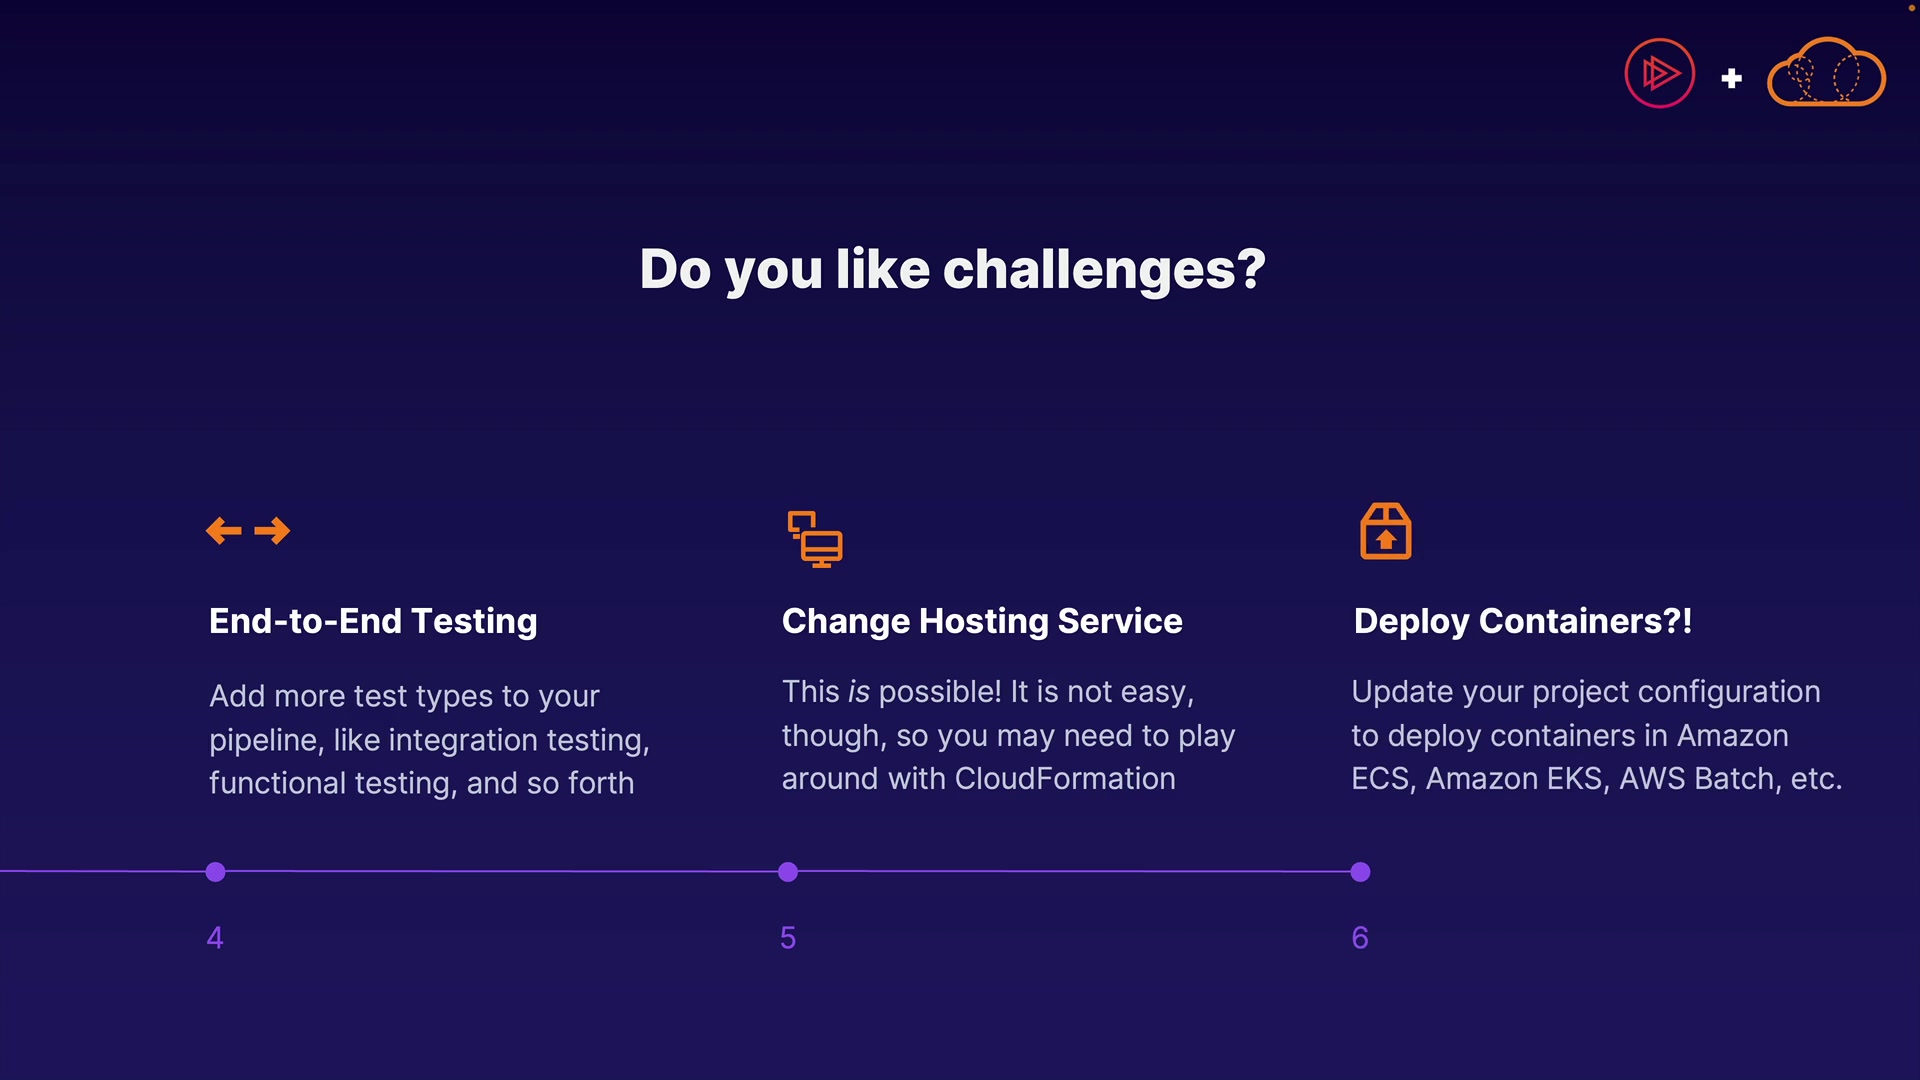 Do you like challenges?
End-to-End Testing
Add more test types to your
pipeline, like integration testing,
functional testing, and so forth
Change Hosting Service
This is possible! It is not easy,
though, so you may need to play
around with CloudFormation
Deploy Containers?!
Update your project configuration
to deploy containers in Amazon
ECS, Amazon EKS, AWS Batch, etc.
4
5
6